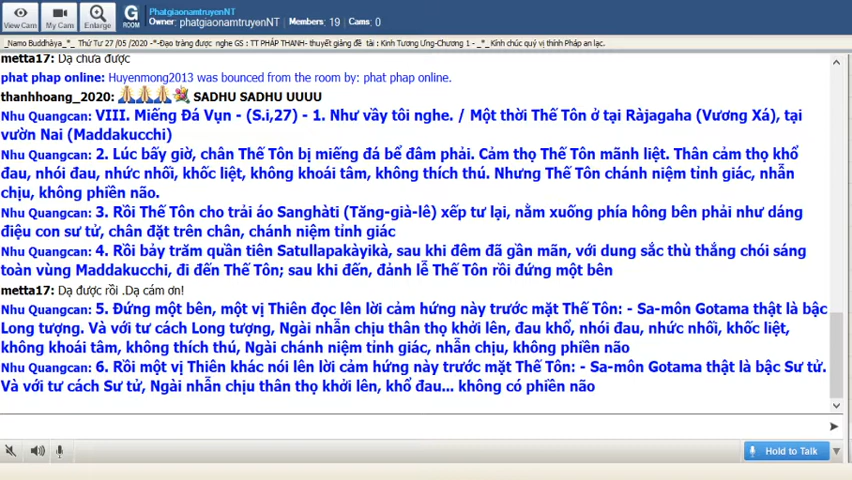 PhatgiaonamtruyenNT
Owner: phatgiaonamtruyenNT Members: 19 Cams: 0
View Cam
My Cam
Enlarge
G ROOM
_Namo Buddhàya_*_ Thứ Tư 27 /05 /2020 -*-Đạo tràng được nghe GS : TT PHÁP THANH- thuyết giảng đề tài : Kinh Tương Ưng-Chương 1 - _*_ Kính chúc quý vị thính Pháp an lạc.
metta17: Dạ chưa được
phat phap online: Huyenmong2013 was bounced from the room by: phat phap online.
thanhhoang_2020: SADHU SADHU UUUU
Nhu Quangcan: VIII. Miếng Đá Vụn - (S.i,27) - 1. Như vầy tôi nghe. / Một thời Thế Tôn ở tại Ràjagaha (Vương Xá), tại
vườn Nai (Maddakucchi)
Nhu Quangcan: 2. Lúc bấy giờ, chân Thế Tôn bị miếng đá bể đâm phải. Cảm thọ Thế Tôn mãnh liệt. Thân cảm thọ khổ
đau, nhói đau, nhức nhối, khốc liệt, không khoái tâm, không thích thú. Nhưng Thế Tôn chánh niệm tỉnh giác, nhẫn
chịu, không phiền não.
Nhu Quangcan: 3. Rồi Thế Tôn cho trải áo Sanghàti (Tăng-già-lê) xếp tư lại, nằm xuống phía hông bên phải như dáng
điệu con sư tử, chân đặt trên chân, chánh niệm tỉnh giác
Nhu Quangcan: 4. Rồi bảy trăm quần tiên Satullapakàyikà, sau khi đêm đã gần mãn, với dung sắc thù thắng chói sáng
toàn vùng Maddakucchi, đi đến Thế Tôn; sau khi đến, đảnh lễ Thế Tôn rồi đứng một bên
metta17: Dạ được rồi .Dạ cám ơn!
Nhu Quangcan: 5. Đứng một bên, một vị Thiên đọc lên lời cảm hứng này trước mặt Thế Tôn: - Sa-môn Gotama thật là bậc
Long tượng. Và với tư cách Long tượng, Ngài nhẫn chịu thân thọ khởi lên, đau khổ, nhói đau, nhức nhối, khốc liệt,
không khoái tâm, không thích thú, Ngài chánh niệm tỉnh giác, nhẫn chịu, không phiền não
Nhu Quangcan: 6. Rồi một vị Thiên khác nói lên lời cảm hứng này trước mặt Thế Tôn: - Sa-môn Gotama thật là bậc Sư tử.
Và với tư cách Sư tử, Ngài nhẫn chịu thân thọ khởi lên, khổ đau... không có phiền não
Hold to Talk